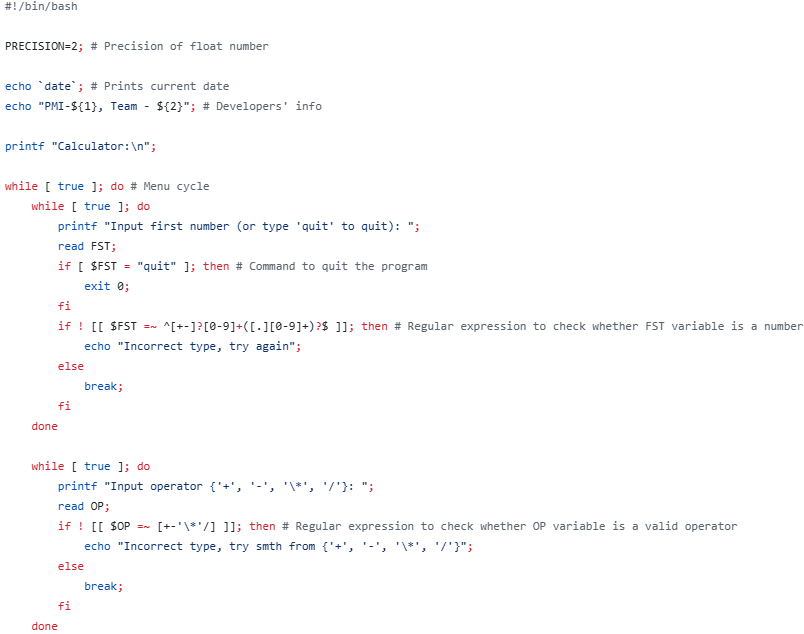 #!/bin/bash
PRECISION=2; # Precision of float number
echo `date`; # Prints current date
echo "PMI-${1}, Team - ${2}"; # Developers' info
printf "Calculator:\n";
while [ true ]; do # Menu cycle
    while [ true ]; do
        printf "Input first number (or type 'quit' to quit): ";
        read FST;
        if [ $FST = "quit" ]; then # Command to quit the program
            exit 0;
        fi
        if ! [[ $FST =~ ^[+-]?[0-9]+([.][0-9]+)?$ ]]; then # Regular expression to check whether FST variable is a number
            echo "Incorrect type, try again";
        else
            break;
        fi
    done
    while [ true ]; do
        printf "Input operator {'+', '-', '\*', '/'}: ";
        read OP;
        if ! [[ $OP =~ [+-'\*'/] ]]; then # Regular expression to check whether OP variable is a valid operator
            echo "Incorrect type, try smth from {'+', '-', '\*', '/'}";
        else
            break;
        fi
    done